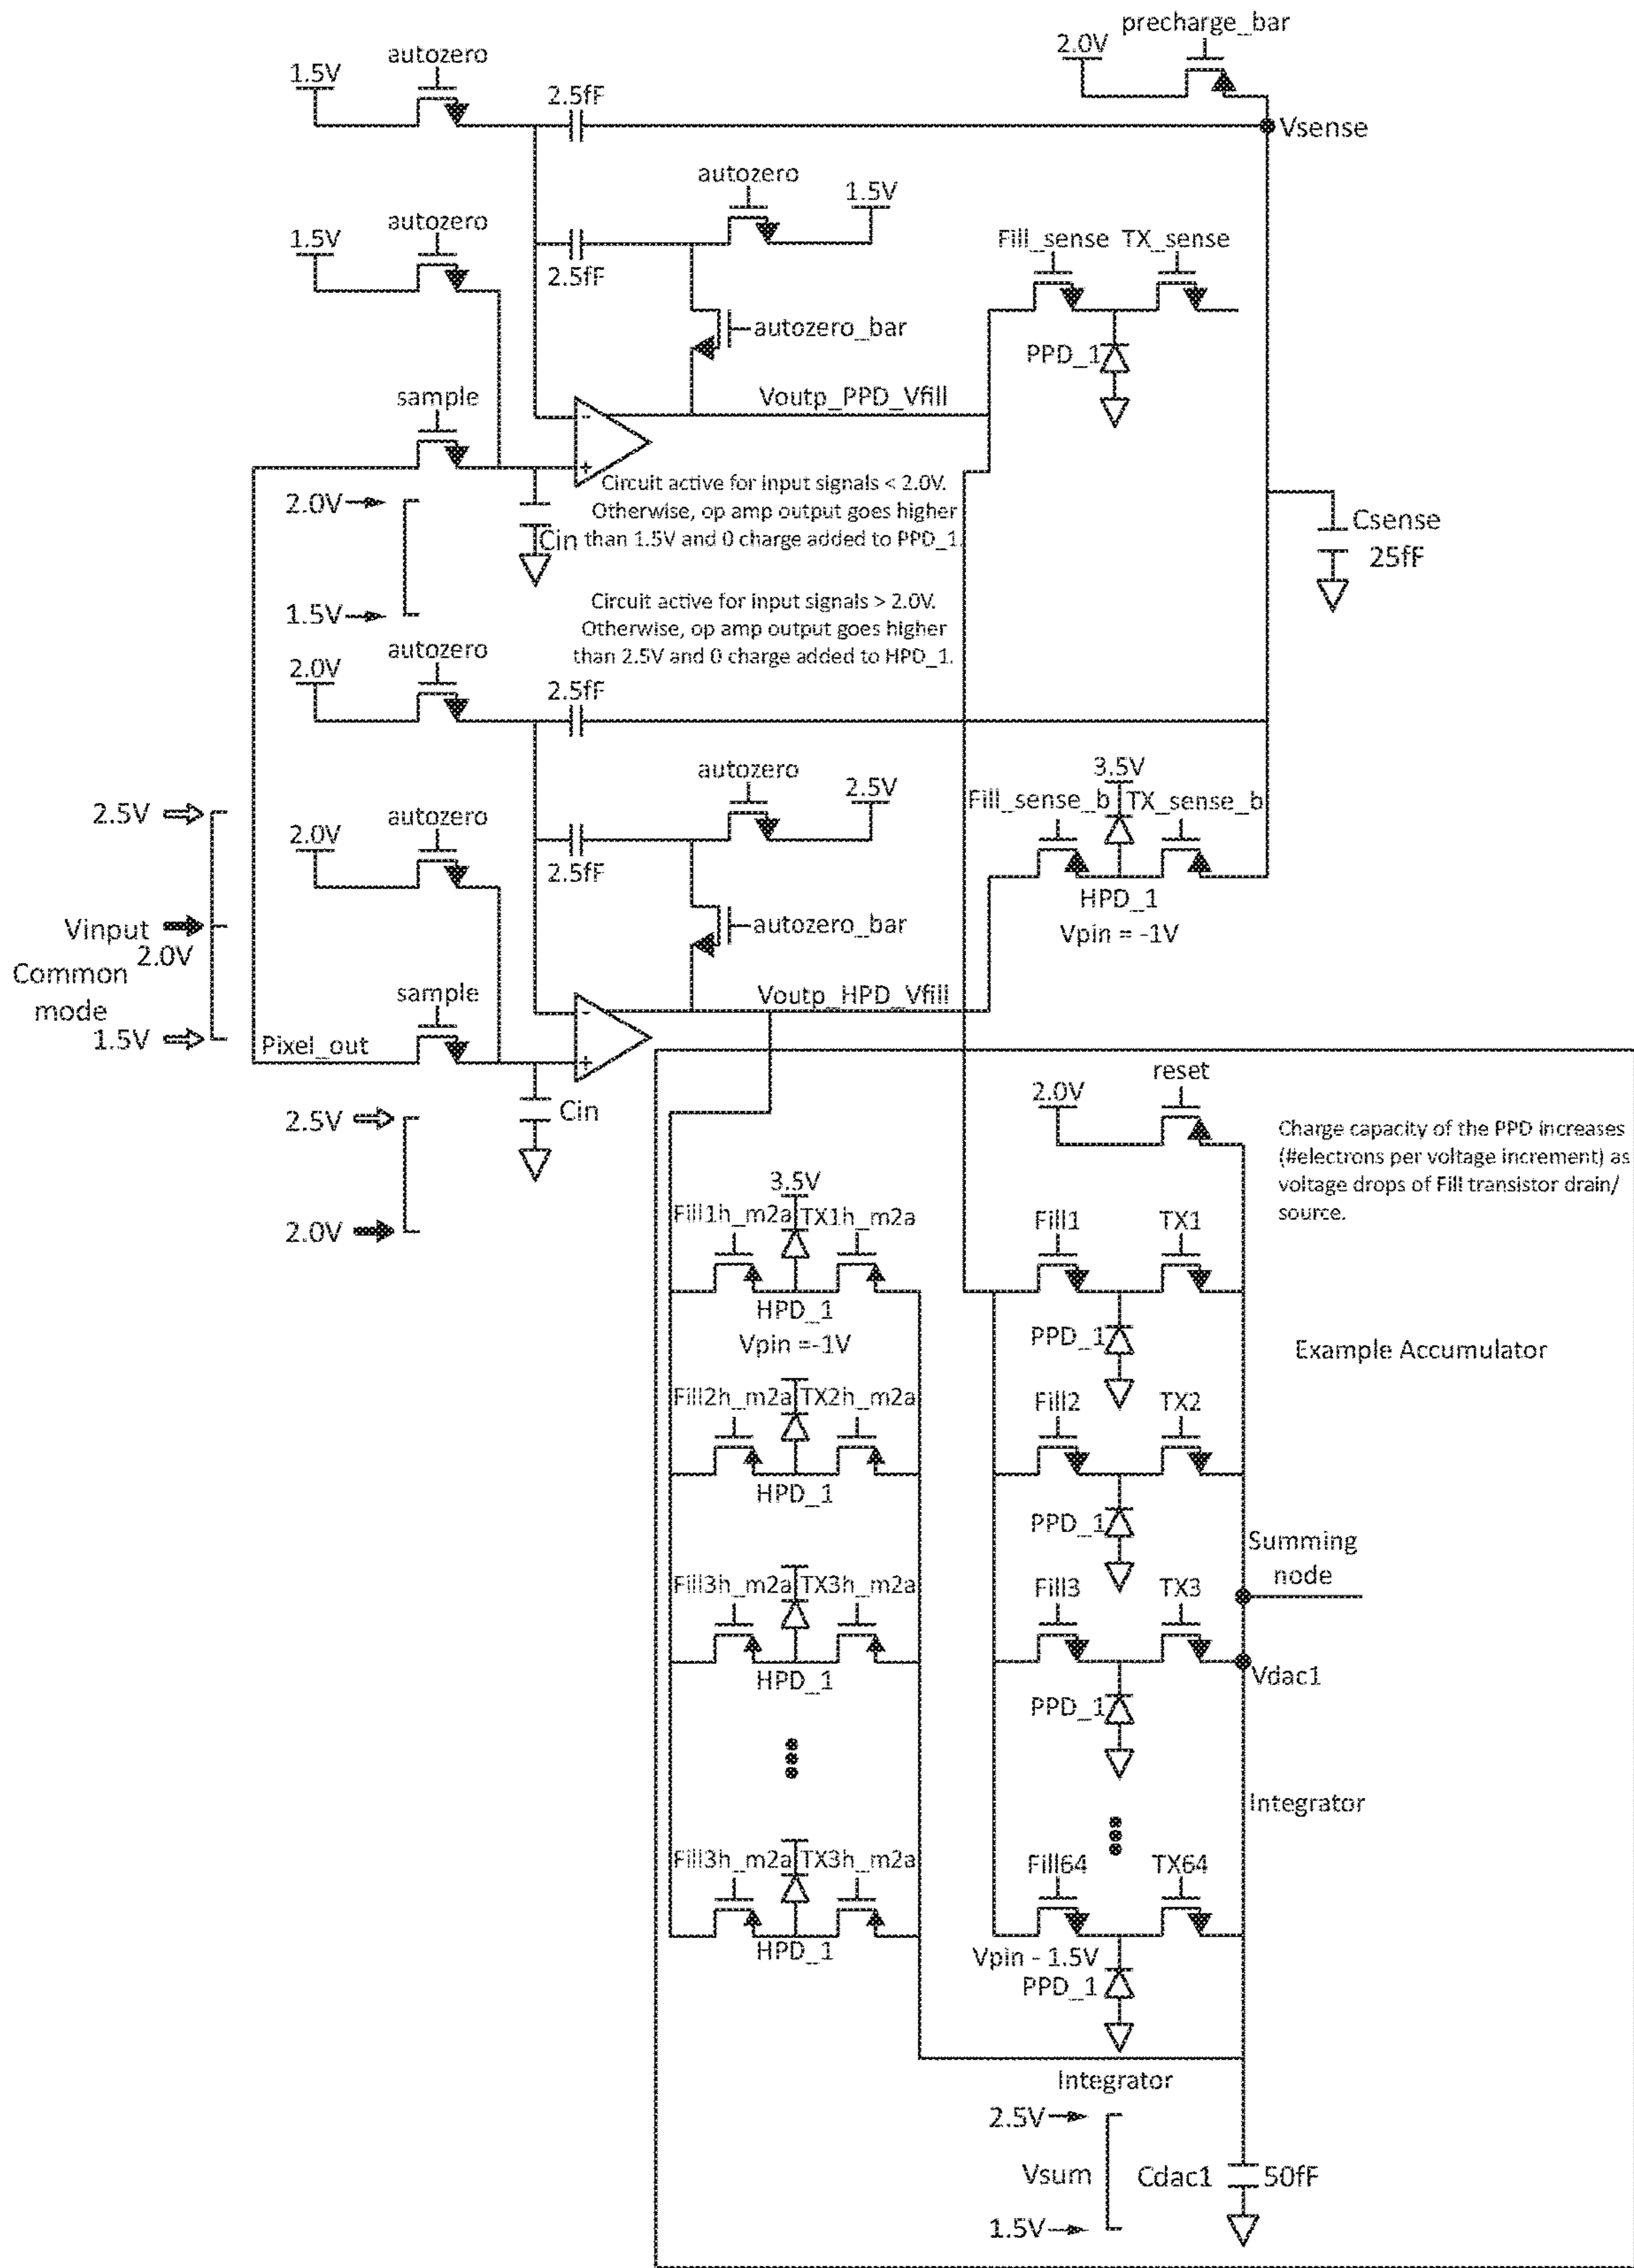 precharge_bar
2.0V
autozero
1.5V
2.5fF
Vsense
autozero
1.5V
autozero
1.5V
2.5fF
Fill_sense TX_sense
autozero_bar
PPD_1
sample
Voutp_PPD_Vfill
-
+
2.0V
Circuit active for input signals < 2.0V.
Otherwise, op amp output goes higher
than 1.5V and 0 charge added to PPD_1.
Cin
Csense
25fF
1.5V
Circuit active for input signals > 2.0V.
Otherwise, op amp output goes higher
than 2.5V and 0 charge added to HPD_1.
autozero
2.0V
2.5fF
autozero
2.5V
3.5V
Fill_sense_b TX_sense_b
2.5V
autozero
2.0V
2.5fF
HPD_1
Vpin = -1V
Vinput
2.0V
Common
mode
1.5V
autozero_bar
sample
Voutp_HPD_Vfill
-
+
Pixel_out
reset
2.0V
2.5V
Cin
Charge capacity of the PPD increases
(#electrons per voltage increment) as
voltage drops of Fill transistor drain/
source.
2.0V
3.5V
Fill1h_m2a TX1h_m2a
Fill1 TX1
HPD_1
Vpin =-1V
PPD_1
Example Accumulator
Fill2h_m2a TX2h_m2a
Fill2 TX2
HPD_1
PPD_1
Summing
node
Fill3h_m2a TX3h_m2a
Fill3 TX3
HPD_1
Vdac1
PPD_1
Integrator
Fill3h_m2a TX3h_m2a
Fill64 TX64
HPD_1
Vpin - 1.5V
PPD_1
Integrator
2.5V
Vsum
Cdac1 50fF
1.5V